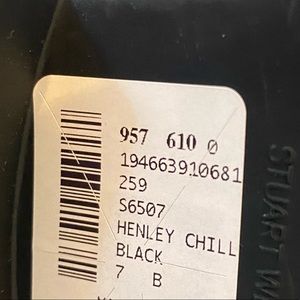 957 610 0
194663910681
259
S6507
HENLEY CHILL
BLACK
7 B
STUART W